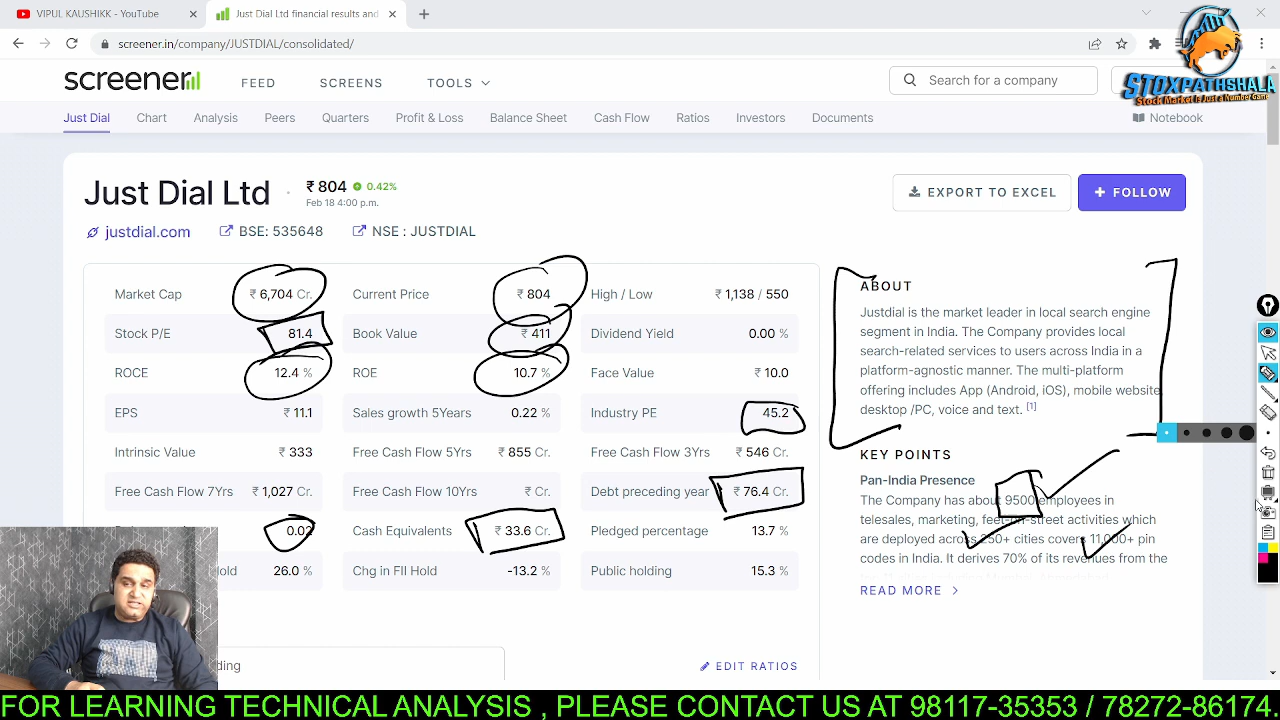 VIPUL KAUSHIKK - YouTube
Just Dial Ltd financial results and
screener.in/company/JUSTDIAL/consolidated/
STOXPATHSHALA
Stock Market is Just a Number Game
screener
FEED SCREENS TOOLS
Search for a company
Just Dial Chart Analysis Peers Quarters Profit & Loss Balance Sheet Cash Flow Ratios Investors Documents Notebook
Just Dial Ltd
₹ 804 0.42%
Feb 18 4:00 p.m.
EXPORT TO EXCEL
+ FOLLOW
justdial.com BSE: 535648 NSE : JUSTDIAL
Market Cap ₹ 6,704 Cr. Current Price ₹ 804 High / Low ₹ 1,138 / 550
Stock P/E 81.4 Book Value ₹ 411 Dividend Yield 0.00 %
ROCE 12.4 % ROE 10.7 % Face Value ₹ 10.0
EPS ₹ 11.1 Sales growth 5Years 0.22 % Industry PE 45.2
Intrinsic Value ₹ 333 Free Cash Flow 5Yrs ₹ 855 Cr. Free Cash Flow 3Yrs ₹ 546 Cr.
Free Cash Flow 7Yrs ₹ 1,027 Cr. Free Cash Flow 10Yrs ₹ Cr. Debt preceding year ₹ 76.4 Cr.
0.02 Cash Equivalents ₹ 33.6 Cr. Pledged percentage 13.7 %
old 26.0 % Chg in FII Hold -13.2 % Public holding 15.3 %
ding
EDIT RATIOS
ABOUT
Justdial is the market leader in local search engine
segment in India. The Company provides local
search-related services to users across India in a
platform-agnostic manner. The multi-platform
offering includes App (Android, iOS), mobile website,
desktop /PC, voice and text. [1]
KEY POINTS
Pan-India Presence
The Company has about 9500 employees in
telesales, marketing, feet-on-street activities which
are deployed across 250+ cities covers 11,000+ pin
codes in India. It derives 70% of its revenues from the
READ MORE
FOR LEARNING TECHNICAL ANALYSIS , PLEASE CONTACT US AT 98117-35353 / 78272-86174.